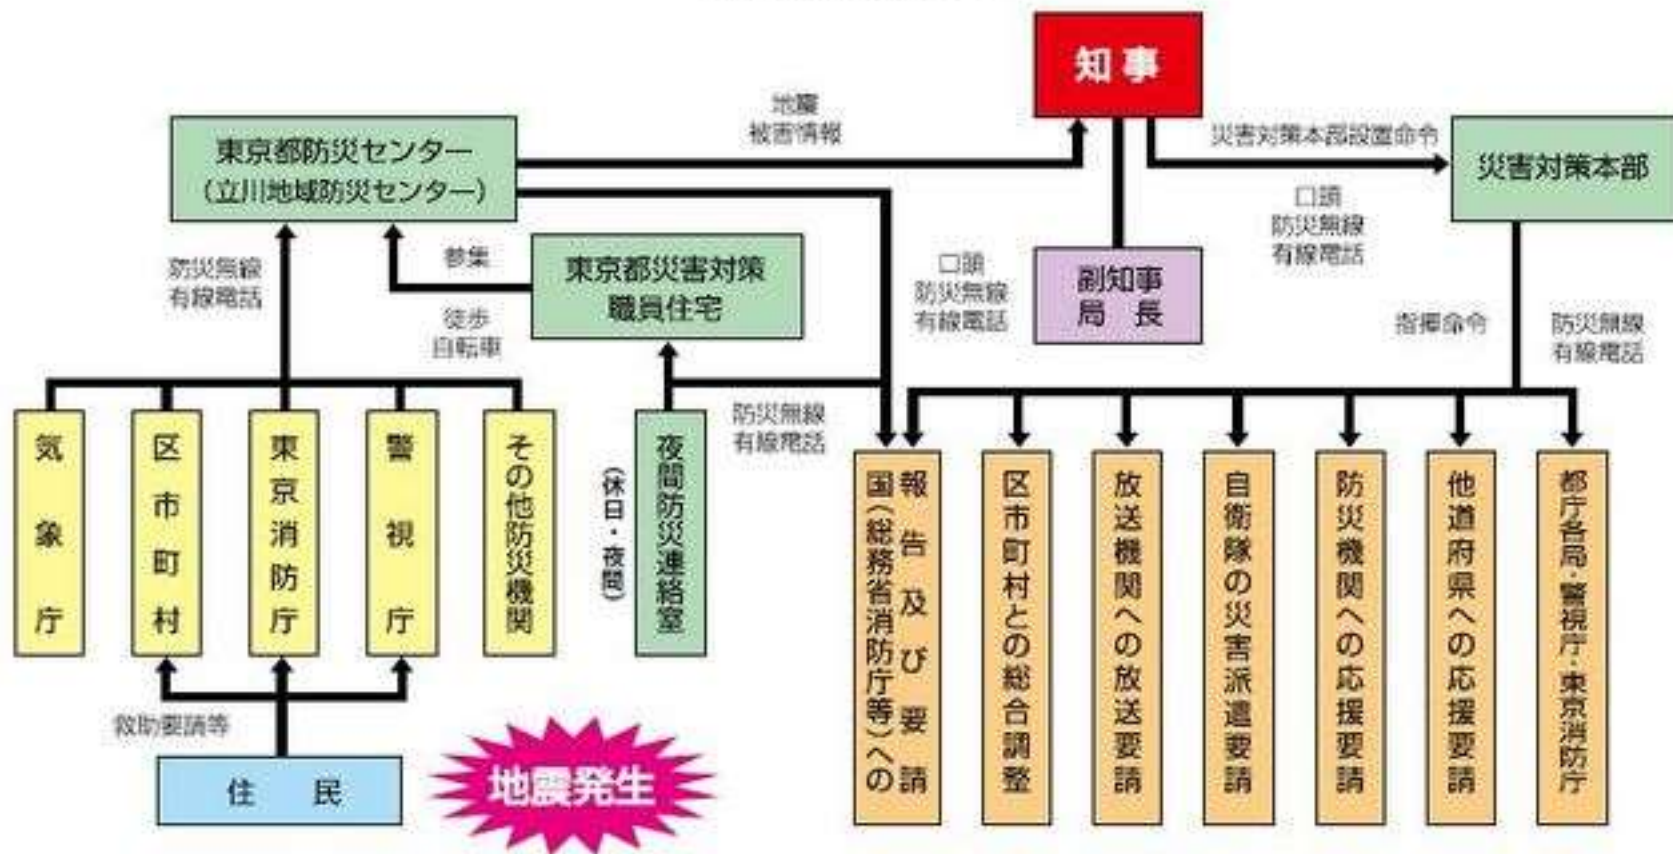 知事
地震
被害情報
東京都防災センター
(立川地域防災センター)
災害対策本部設置命令
災害対策本部
口頭
防災無線
有線電話
防災無線
有線電話
参集
徒歩
自転車
東京都災害対策
職員住宅
口頭
防災無線
有線電話
副知事
局長
指揮命令
防災無線
有線電話
気象庁
区市町村
東京消防庁
警視庁
その他防災機関
(休日・夜間)
夜間防災連絡室
防災無線
有線電話
国(総務省消防庁等)への
報告及び要請
区市町村との総合調整
放送機関への放送要請
自衛隊の災害派遣要請
防災機関への応援要請
他道府県への応援要請
都庁各局・警視庁・東京消防庁
救助要請等
住民
地震発生